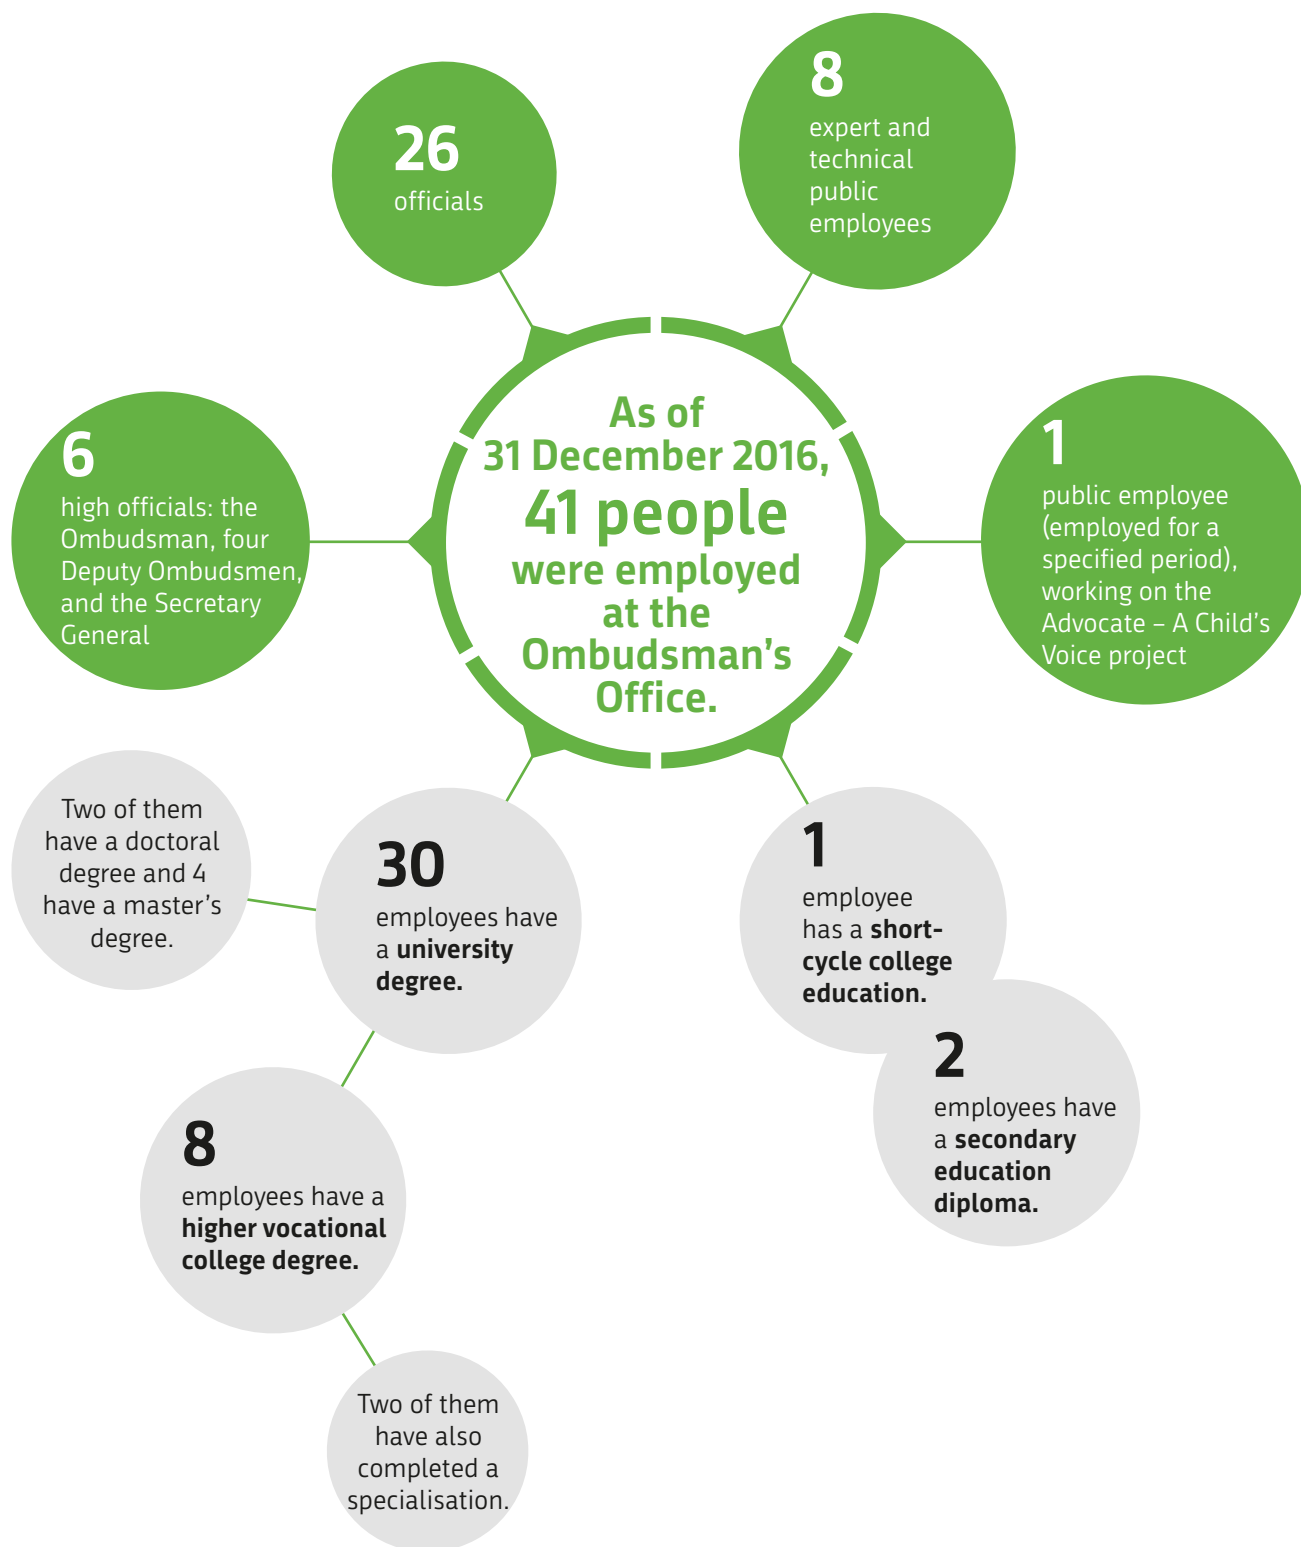 26
officials
8
expert and
technical
public
employees
6
high officials: the
Ombudsman, four
Deputy Ombudsmen,
and the Secretary
General
As of
31 December 2016,
41 people
were employed
at the
Ombudsman’s
Office.
1
public employee
(employed for a
specified period),
working on the
Advocate – A Child’s
Voice project
Two of them
have a doctoral
degree and 4
have a master’s
degree.
30
employees have
a university
degree.
1
employee
has a short-
cycle college
education.
2
employees have
a secondary
education
diploma.
8
employees have a
higher vocational
college degree.
Two of them
have also
completed a
specialisation.